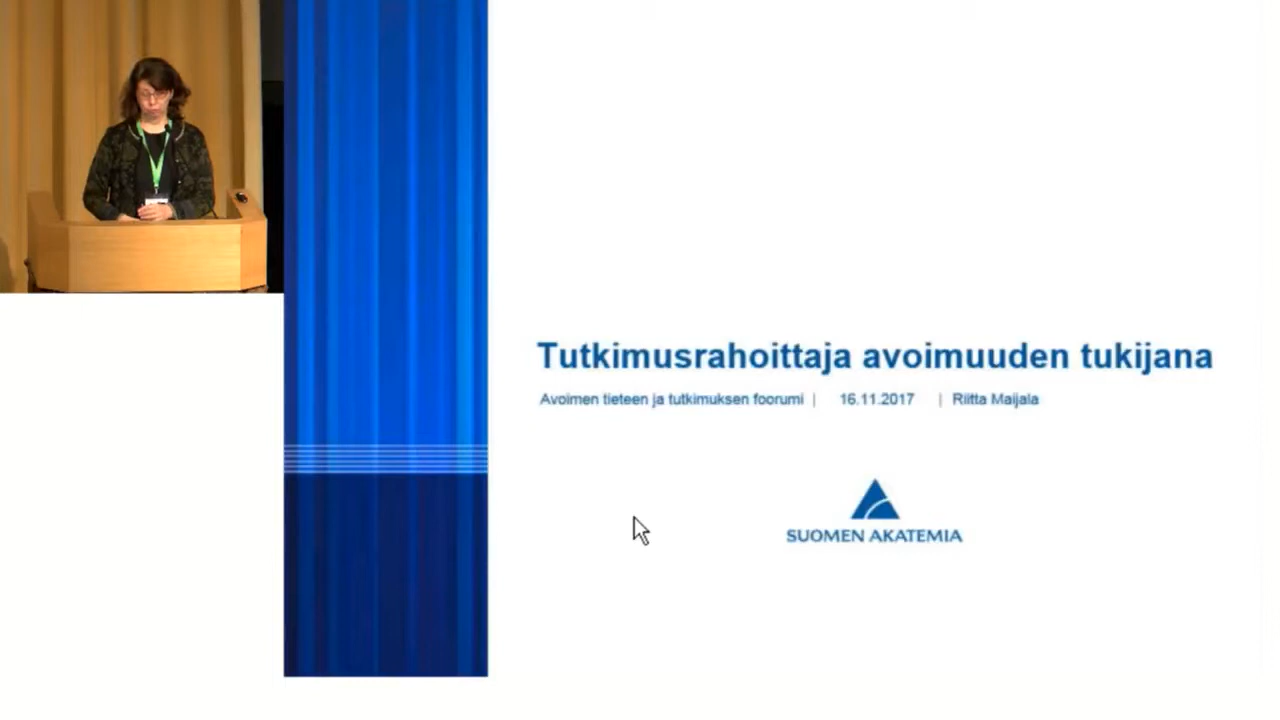 Tutkimusrahoittaja avoimuuden tukijana
Avoimen tieteen ja tutkimuksen foorumi | 16.11.2017 | Riitta Maijala
SUOMEN AKATEMIA